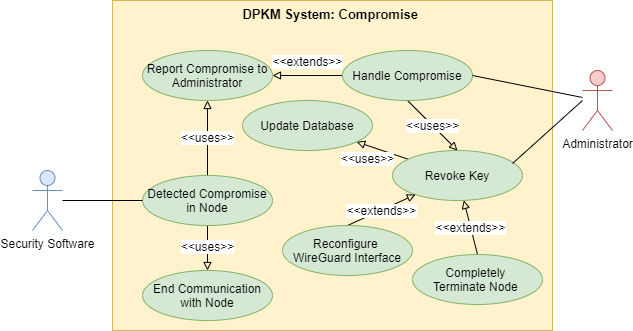 DPKM System: Compromise
Report Compromise to
Administrator
<<extends>>
Handle Compromise
Update Database
<<uses>>
<<uses>>
<<uses>>
Administrator
Revoke Key
Detected Compromise
in Node
Security Software
<<extends>>
<<uses>>
<<extends>>
Reconfigure
WireGuard Interface
Completely
Terminate Node
End Communication
with Node